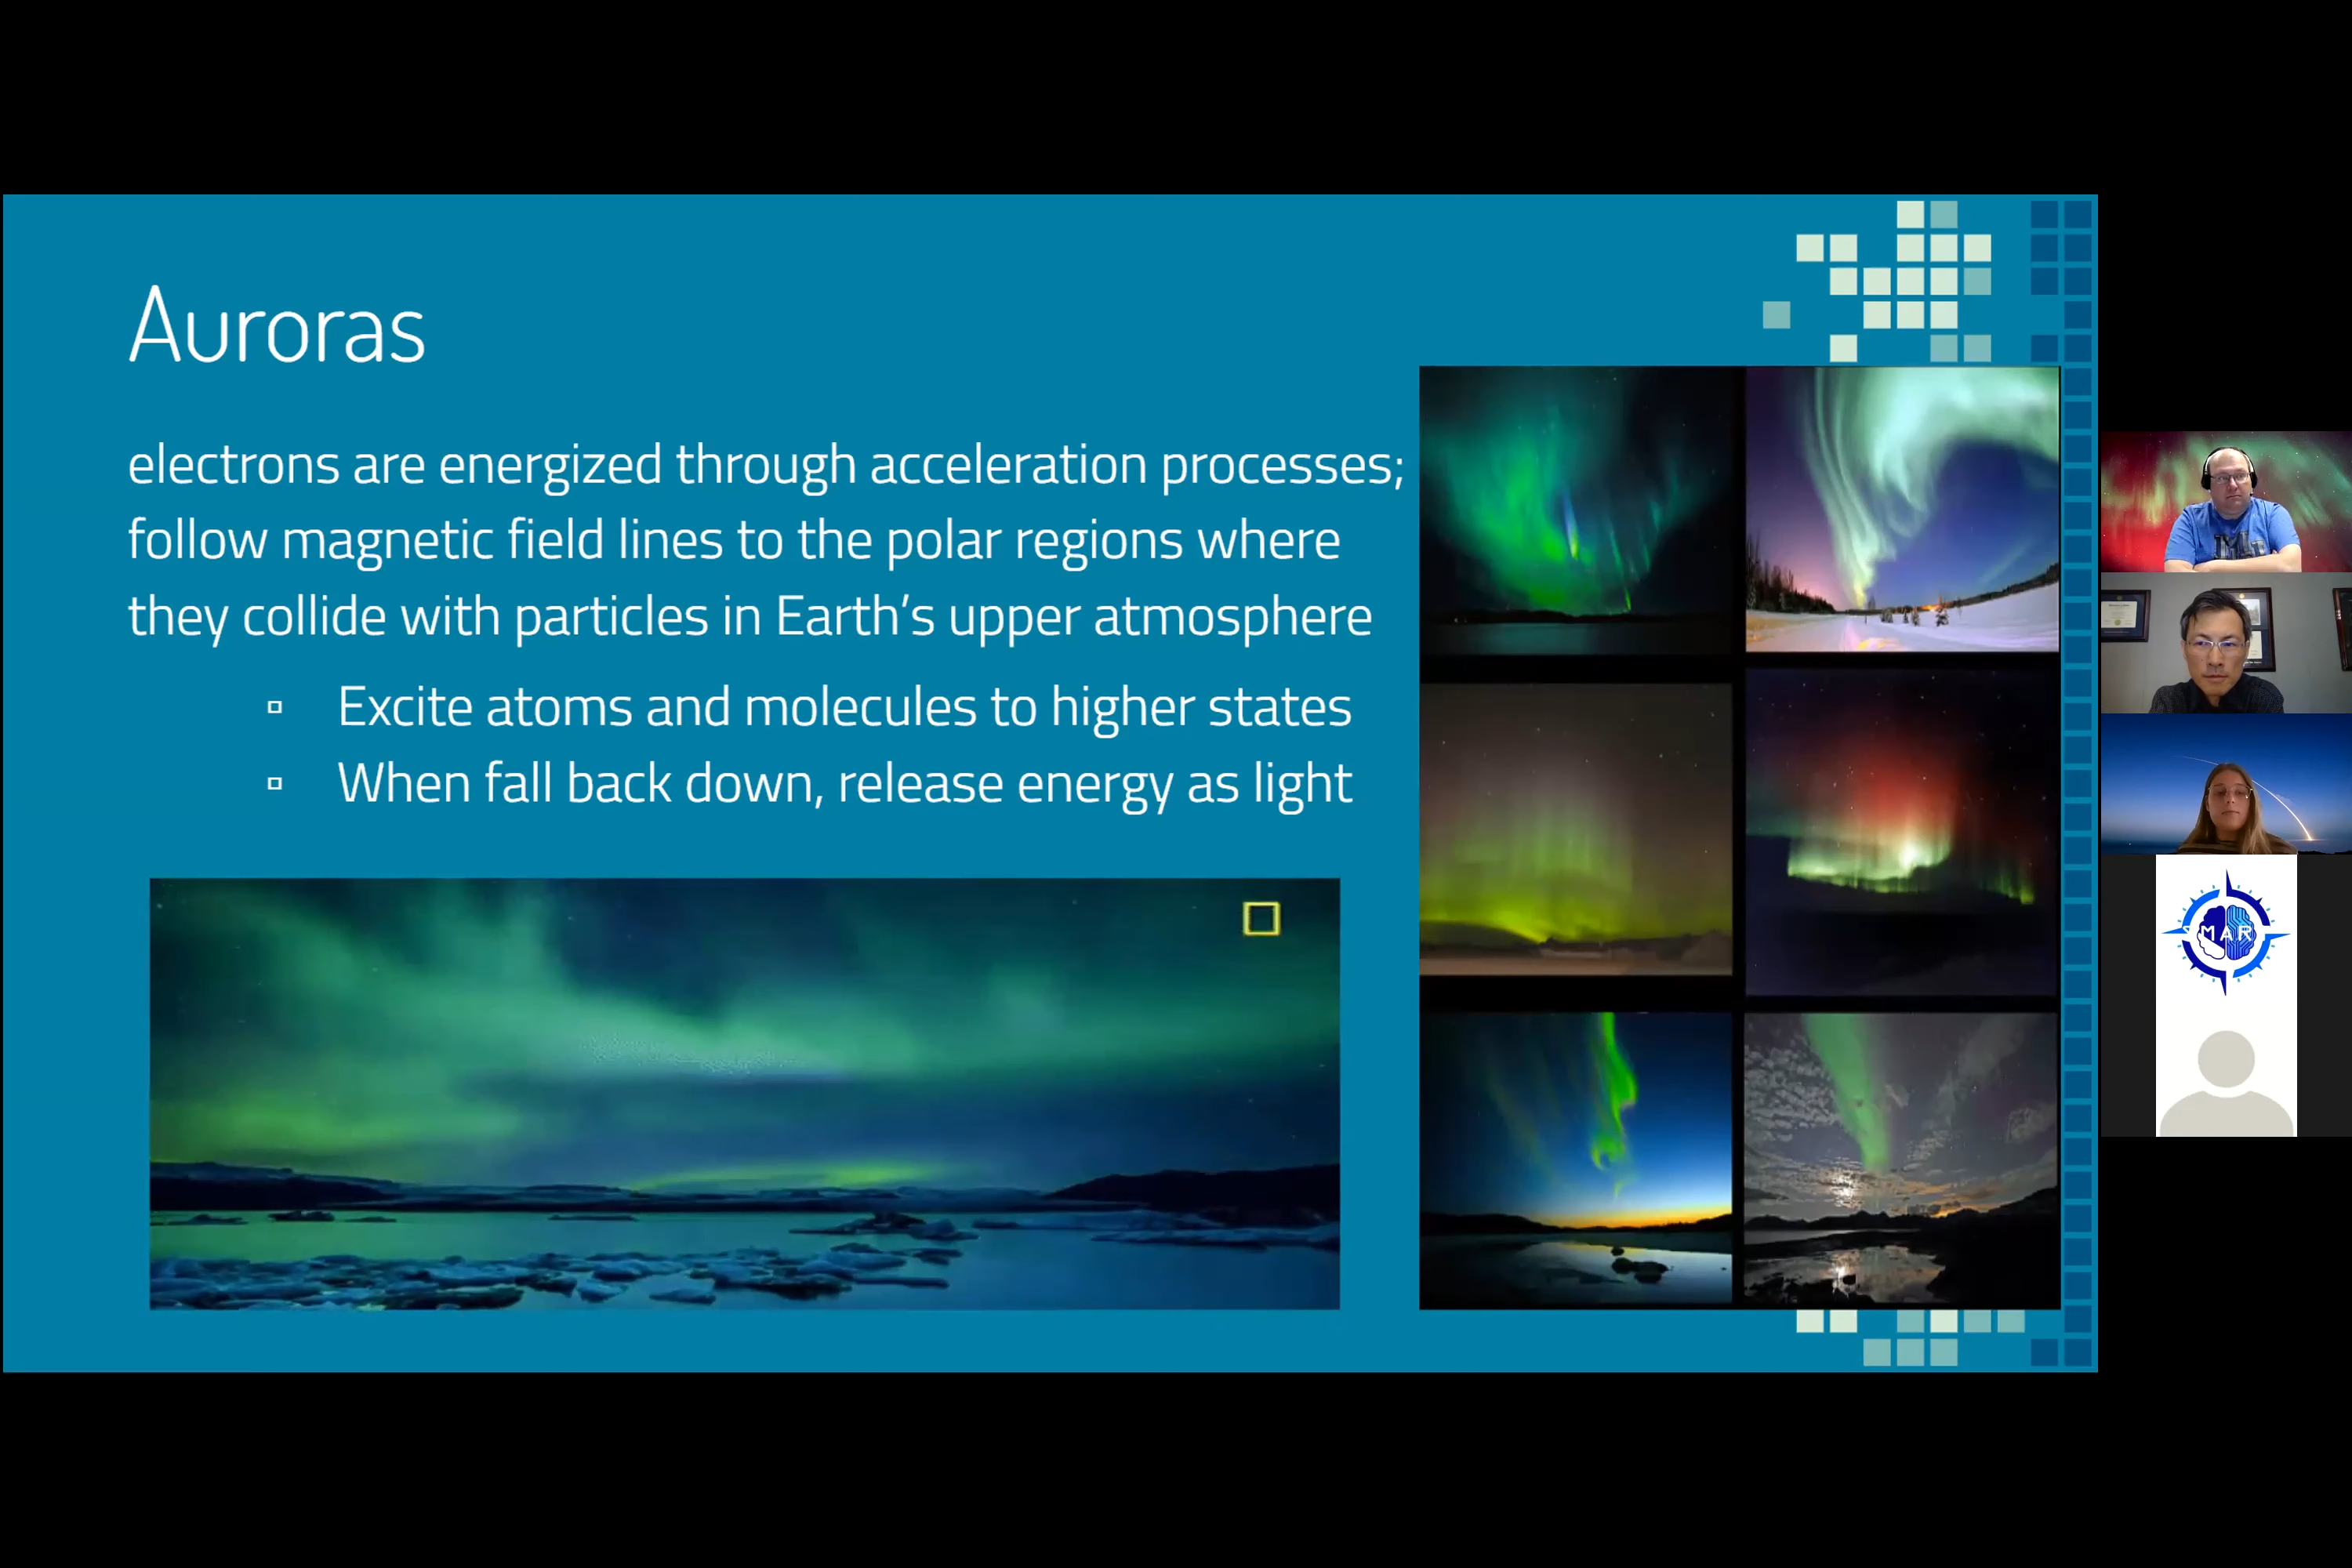 Auroras
electrons are energized through acceleration processes;
follow magnetic field lines to the polar regions where
they collide with particles in Earth’s upper atmosphere
▫ Excite atoms and molecules to higher states
▫ When fall back down, release energy as light